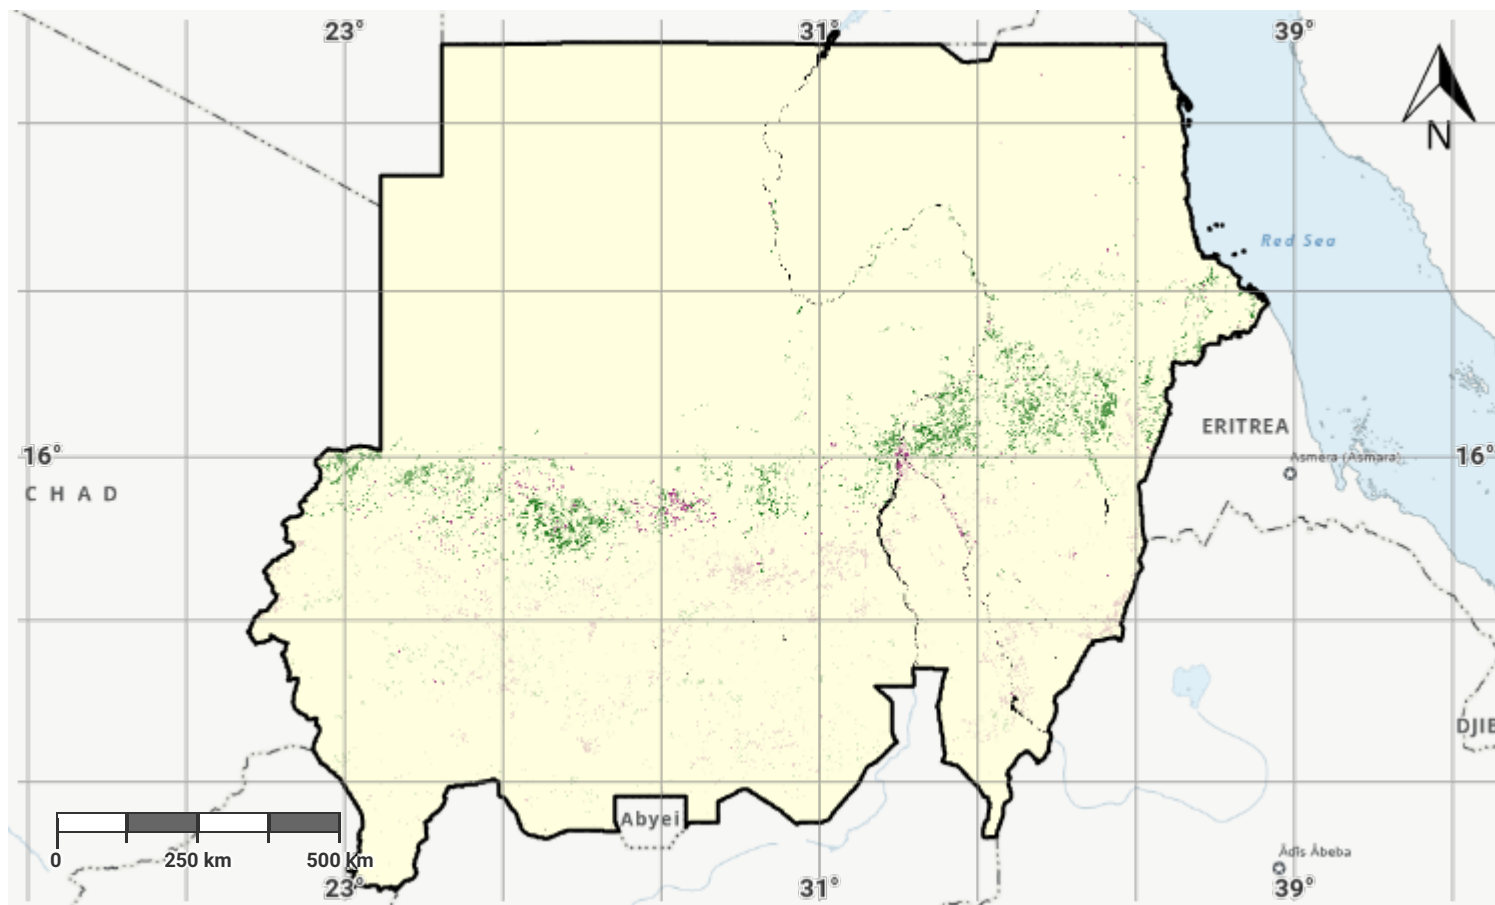 23° 31° 39°
N
Red Sea
ERITREA
16° Asmera (Asmara) 16°
CHAD
DJIB
Abyei
0 250 km 500 km
Ādīs Ābeba
23° 31° 39°